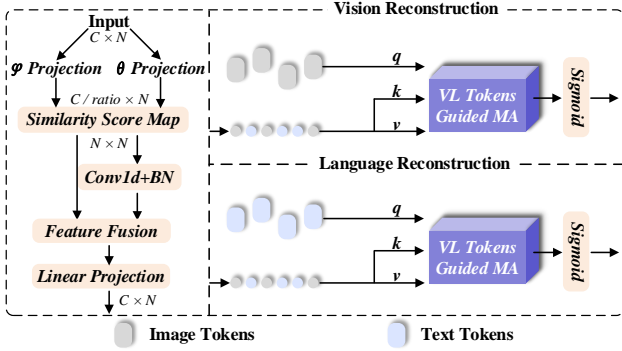 Input
C × N
φ Projection
θ Projection
C / ratio × N
Similarity Score Map
N × N
Conv1d+BN
Feature Fusion
Linear Projection
C × N
Vision Reconstruction
q
k
v
VL Tokens
Guided MA
Sigmoid
Language Reconstruction
q
k
v
VL Tokens
Guided MA
Sigmoid
Image Tokens
Text Tokens